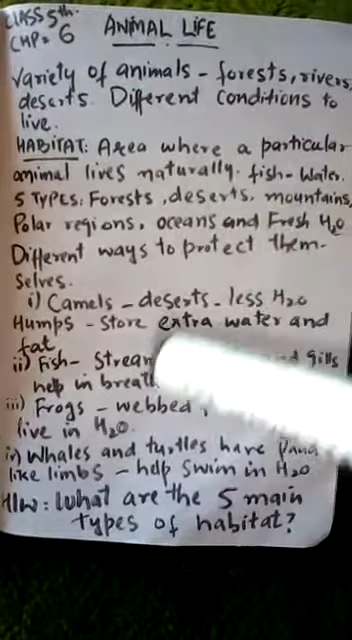 CLASS 5th.
CHP= 6
ANIMAL LIFE
Variety of animals - forests, rivers,
deserts. Different Conditions to
live.
HABITAT: Area where a particular
animal lives naturally. fish- Water.
5 TYPES: Forests, deserts, mountains,
Polar regions, oceans and Fresh H2O
Different ways to protect them-
Selves.
i) Camels - deserts - less H2O
Humps - Store extra water and
fat
ii) Fish- Strea gills
help in breat
iii) Frogs - webbed
live in H2O.
iv) Whales and turtles have
like limbs - help Swim in H2O
H/w: What are the 5 main
types of habitat?